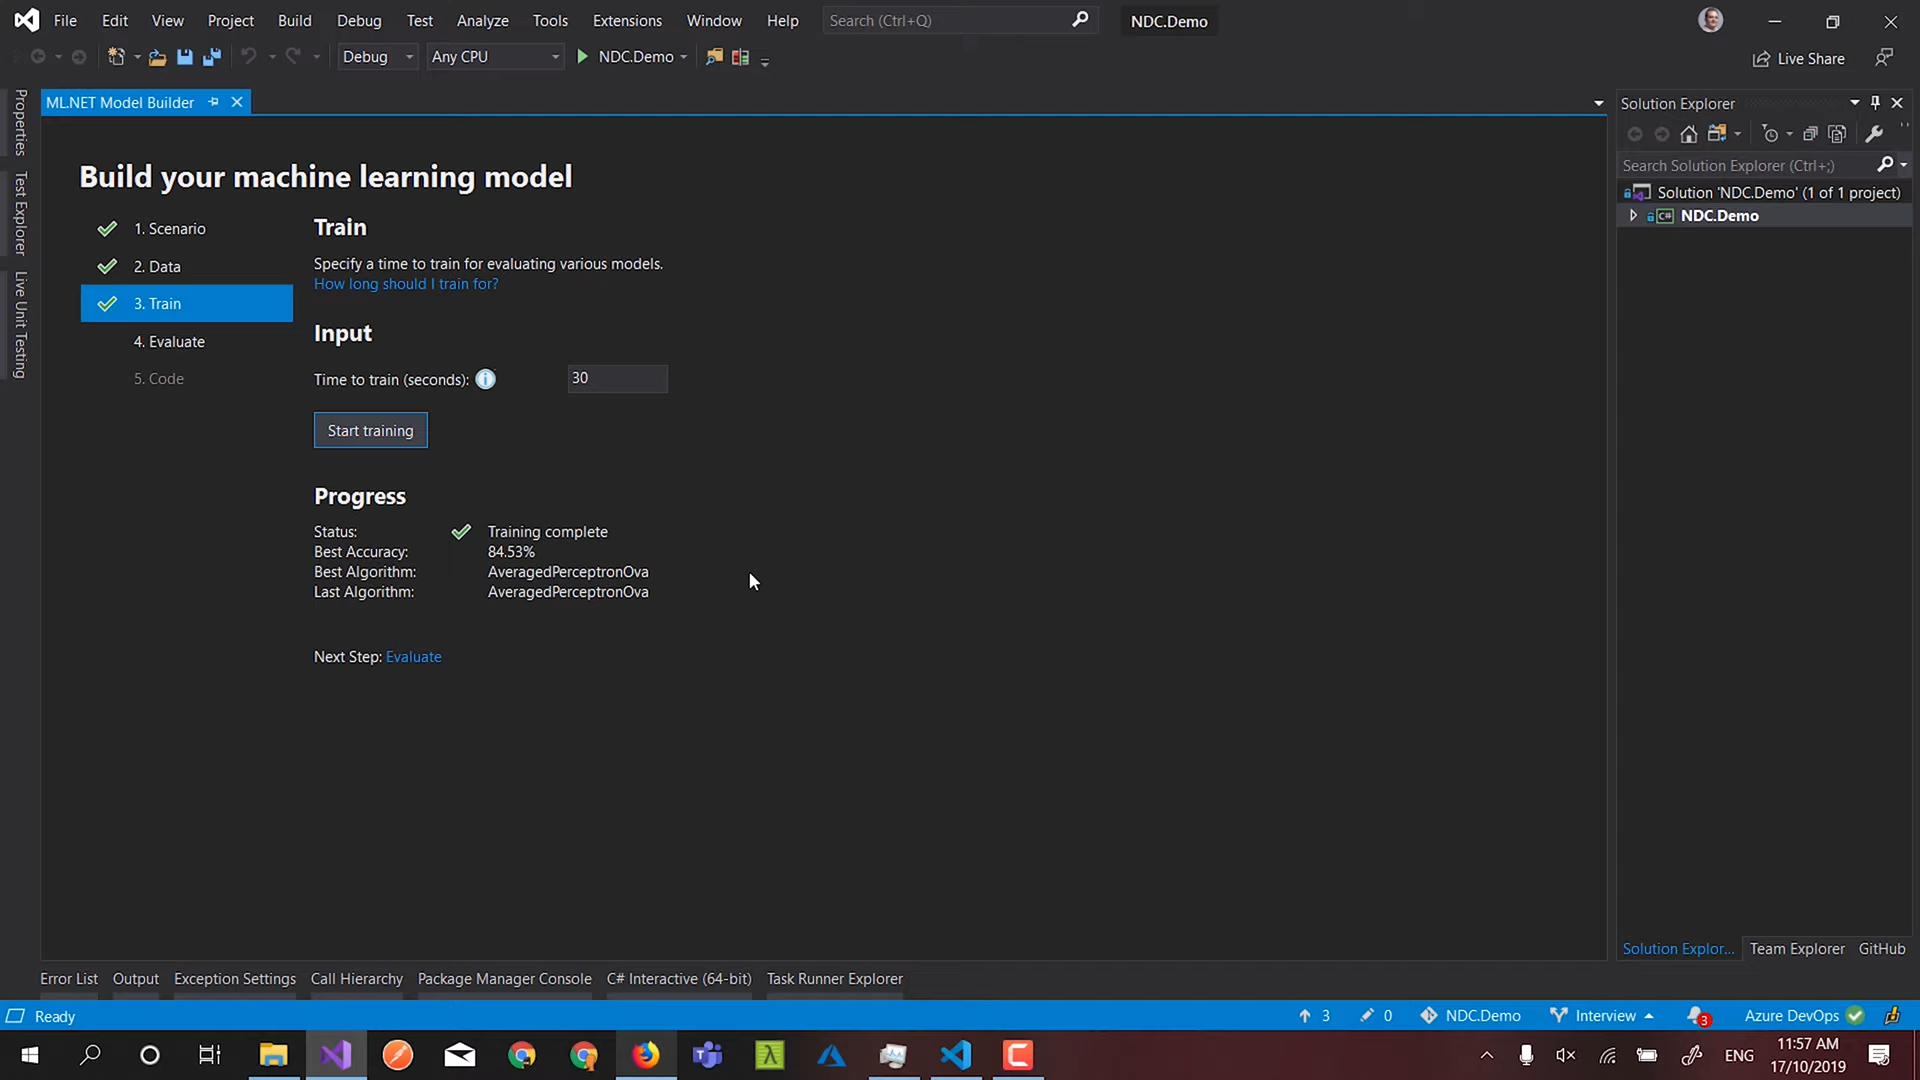 File Edit View Project Build Debug Test Analyze Tools Extensions Window Help Search (Ctrl+Q) NDC.Demo
Debug Any CPU NDC.Demo Live Share
Properties
Test Explorer
Live Unit Testing
ML.NET Model Builder
Build your machine learning model
1. Scenario
2. Data
3. Train
4. Evaluate
5. Code
Train
Specify a time to train for evaluating various models.
How long should I train for?
Input
Time to train (seconds): 30
Start training
Progress
Status: Training complete
Best Accuracy: 84.53%
Best Algorithm: AveragedPerceptronOva
Last Algorithm: AveragedPerceptronOva
Next Step: Evaluate
Solution Explorer
Search Solution Explorer (Ctrl+;)
Solution 'NDC.Demo' (1 of 1 project)
C# NDC.Demo
Solution Explor... Team Explorer GitHub
Error List Output Exception Settings Call Hierarchy Package Manager Console C# Interactive (64-bit) Task Runner Explorer
Ready 3 0 NDC.Demo Interview 3 Azure DevOps
ENG 11:57 AM
17/10/2019